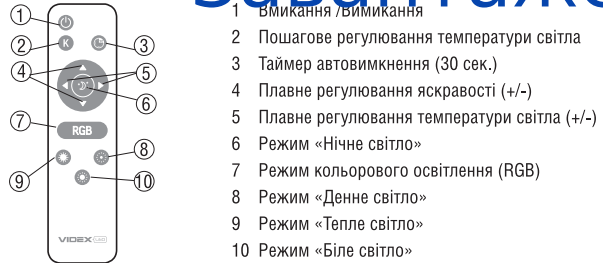 Завантаже
1 Вмикання /Вимикання
2 Пошагове регулювання температури світла
3 Таймер автовимкнення (30 сек.)
4 Плавне регулювання яскравості (+/-)
5 Плавне регулювання температури світла (+/-)
6 Режим «Нічне світло»
7 Режим кольорового освітлення (RGB)
8 Режим «Денне світло»
9 Режим «Тепле світло»
10 Режим «Біле світло»
1
2
K
3
4
5
6
7
RGB
8
9
10
VIDEX LED